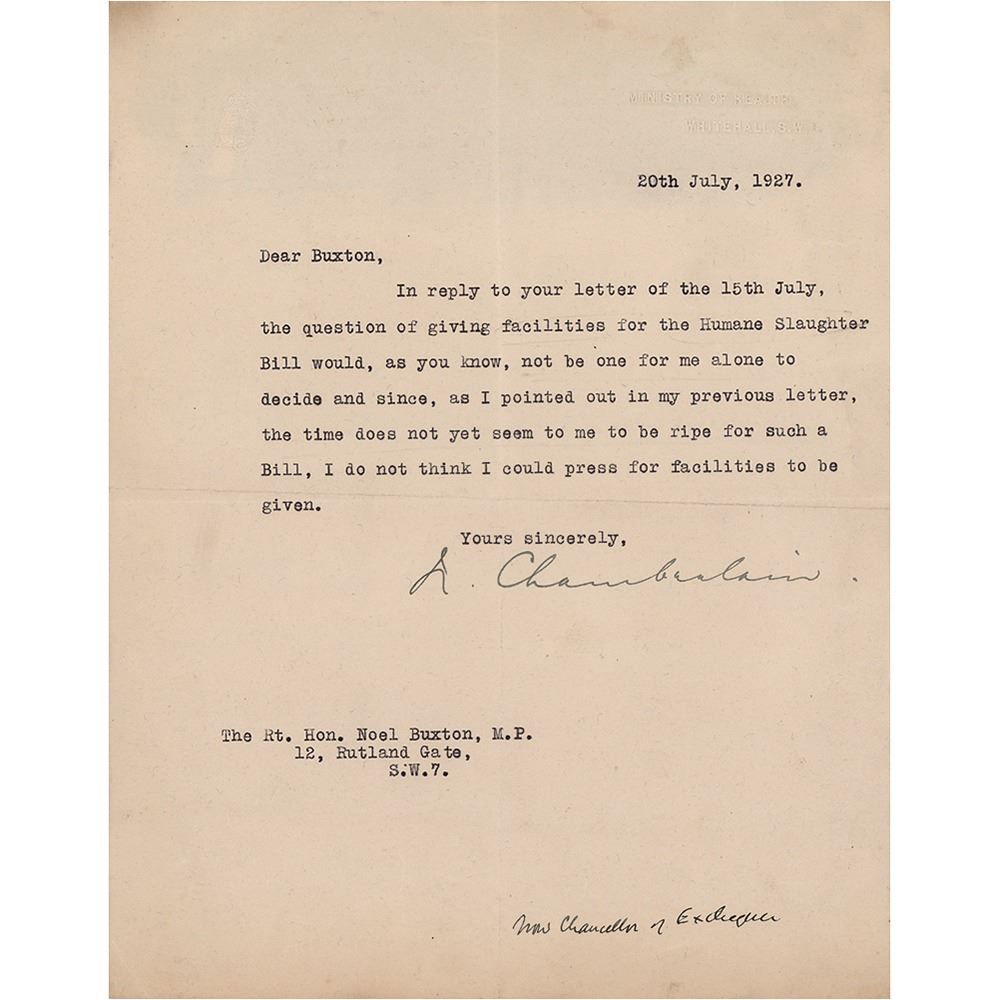 MINISTRY OF HEALTH
WHITEHALL, S.W.1.
20th July, 1927.
Dear Buxton,
In reply to your letter of the 15th July,
the question of giving facilities for the Humane Slaughter
Bill would, as you know, not be one for me alone to
decide and since, as I pointed out in my previous letter,
the time does not yet seem to me to be ripe for such a
Bill, I do not think I could press for facilities to be
given.
Yours sincerely,
N. Chamberlain.
The Rt. Hon. Noel Buxton, M.P.
12, Rutland Gate,
S.W.7.
Now Chancellor of Exchequer